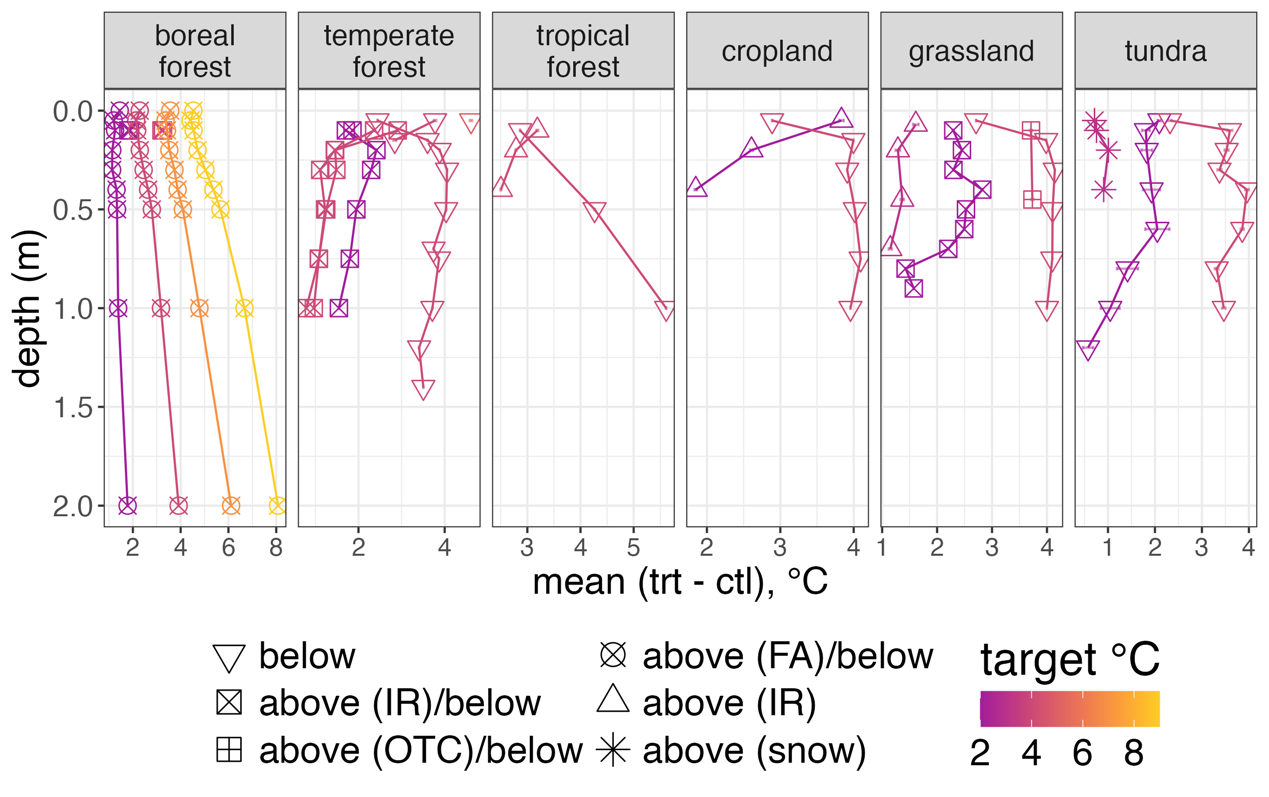 boreal forest
temperate forest
tropical forest
cropland
grassland
tundra
depth (m)
0.0
0.5
1.0
1.5
2.0
2 4 6 8
2 4
3 4 5
2 3 4
1 2 3 4
1 2 3 4
mean (trt - ctl), °C
below
above (IR)/below
above (OTC)/below
above (FA)/below
above (IR)
above (snow)
target °C
2 4 6 8